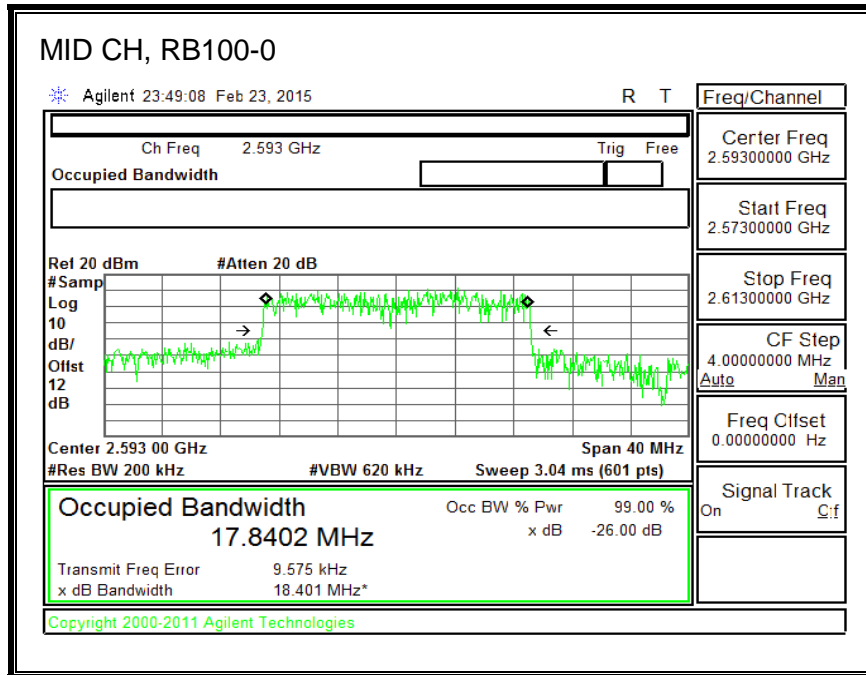 MID CH, RB100-0
Agilent 23:49:08 Feb 23, 2015 R T
Freq/Channel
Ch Freq 2.593 GHz Trig Free
Occupied Bandwidth
Center Freq
2.59300000 GHz
Start Freq
2.57300000 GHz
Stop Freq
2.61300000 GHz
CF Step
4.00000000 MHz
Auto Man
Freq Offset
0.00000000 Hz
Signal Track
On Off
Ref 20 dBm #Atten 20 dB
#Samp
Log
10
dB/
Offst
12
dB
Center 2.593 00 GHz Span 40 MHz
#Res BW 200 kHz #VBW 620 kHz Sweep 3.04 ms (601 pts)
Occupied Bandwidth
17.8402 MHz
Occ BW % Pwr 99.00 %
x dB -26.00 dB
Transmit Freq Error 9.575 kHz
x dB Bandwidth 18.401 MHz*
Copyright 2000-2011 Agilent Technologies